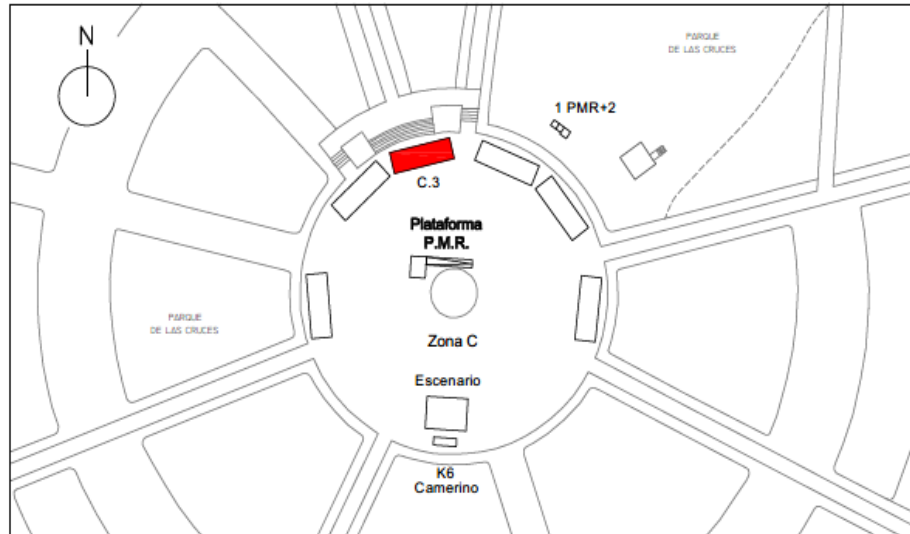 N
PARQUE
DE LAS CRUCES
1 PMR+2
C.3
Plataforma
P.M.R.
PARQUE
DE LAS CRUCES
Zona C
Escenario
K6
Camerino